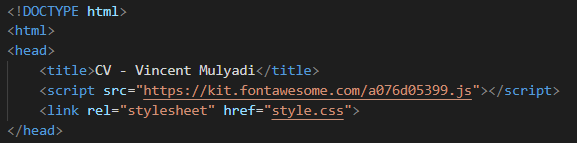 <!DOCTYPE html>
<html>
<head>
    <title>CV - Vincent Mulyadi</title>
    <script src="https://kit.fontawesome.com/a076d05399.js"></script>
    <link rel="stylesheet" href="style.css">
</head>